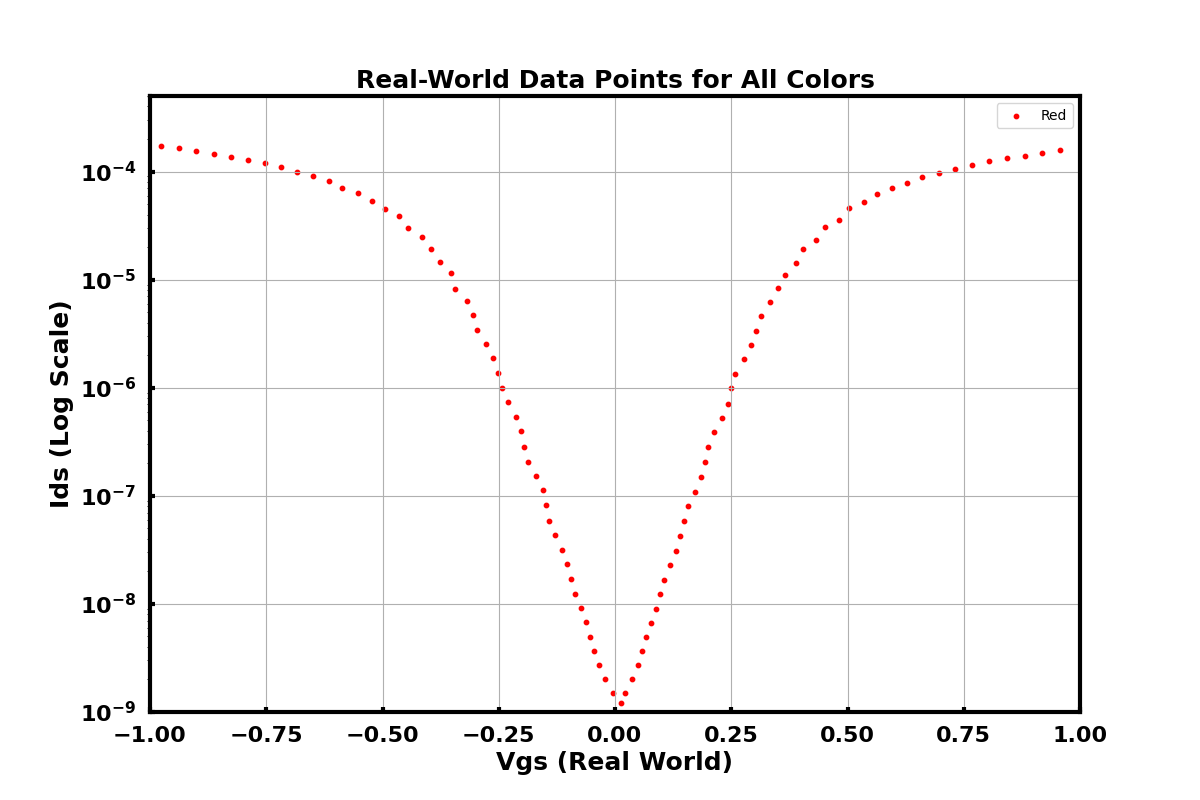 Real-World Data Points for All Colors
Red
Ids (Log Scale)
10⁻⁴
10⁻⁵
10⁻⁶
10⁻⁷
10⁻⁸
10⁻⁹
−1.00 −0.75 −0.50 −0.25 0.00 0.25 0.50 0.75 1.00
Vgs (Real World)